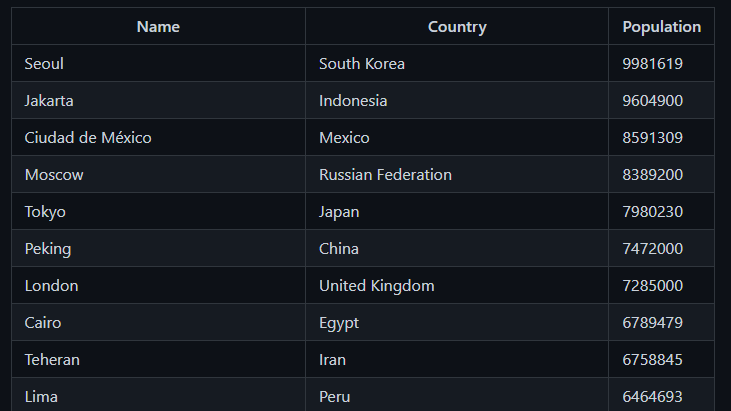 Name Country Population
Seoul South Korea 9981619
Jakarta Indonesia 9604900
Ciudad de México Mexico 8591309
Moscow Russian Federation 8389200
Tokyo Japan 7980230
Peking China 7472000
London United Kingdom 7285000
Cairo Egypt 6789479
Teheran Iran 6758845
Lima Peru 6464693